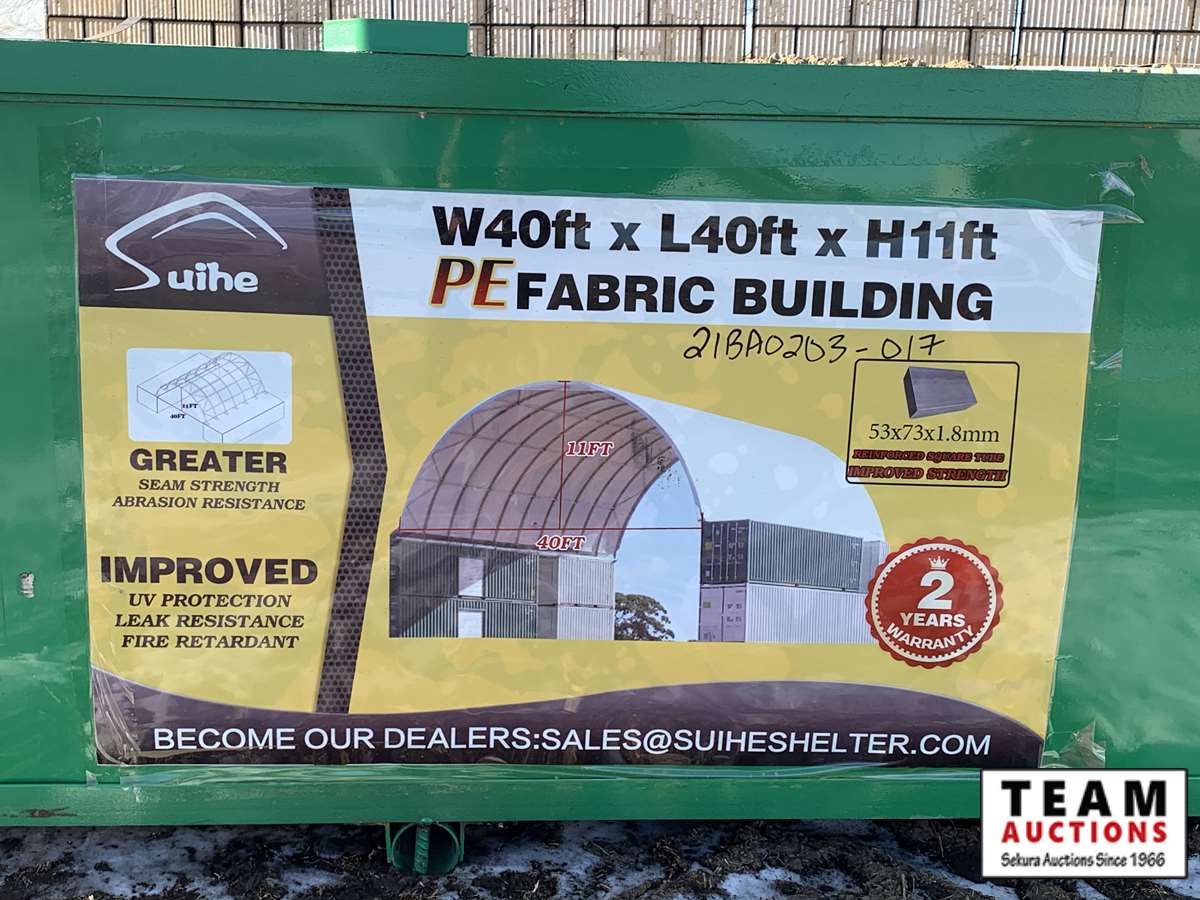 Suihe
W40ft x L40ft x H11ft
PE FABRIC BUILDING
21BA0203-017
11FT
40FT
GREATER
SEAM STRENGTH
ABRASION RESISTANCE
IMPROVED
UV PROTECTION
LEAK RESISTANCE
FIRE RETARDANT
11FT
40FT
53x73x1.8mm
REINFORCED SQUARE TUBE
IMPROVED STRENGTH
2
YEARS
WARRANTY
BECOME OUR DEALERS:SALES@SUIHESHELTER.COM
TEAM
AUCTIONS
Sekura Auctions Since 1966